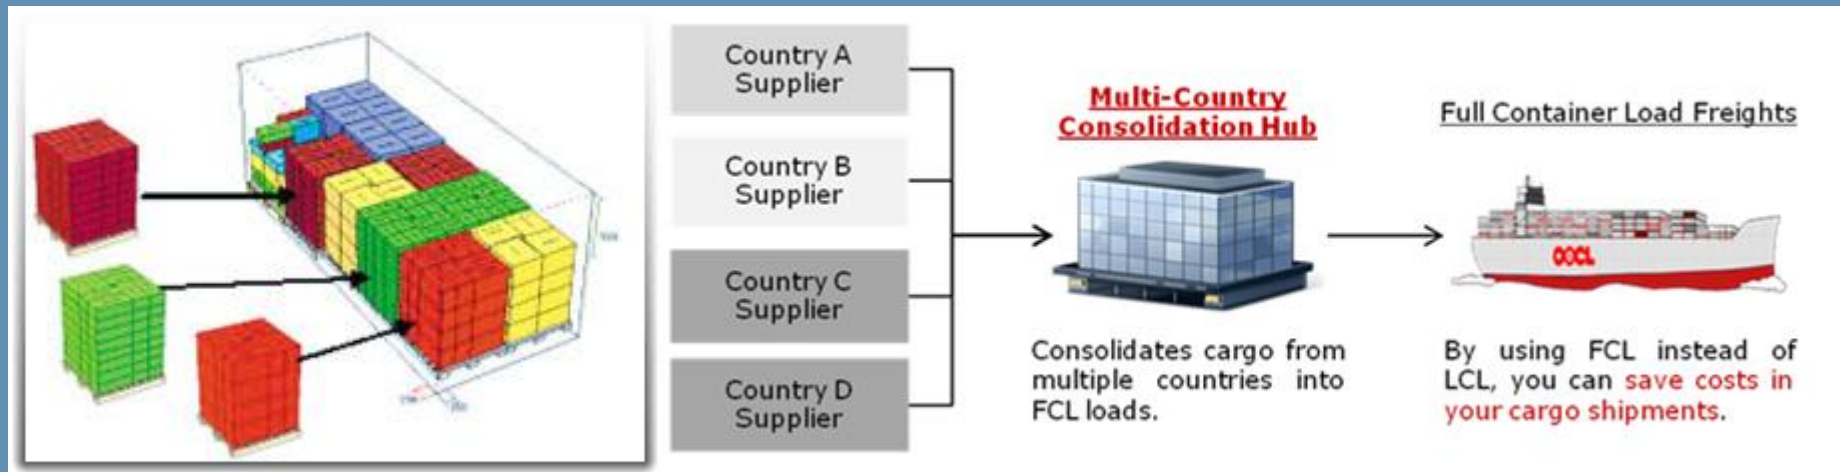 Country A
Supplier
Country B
Supplier
Country C
Supplier
Country D
Supplier
Multi-Country
Consolidation Hub
Consolidates cargo from
multiple countries into
FCL loads.
Full Container Load Freights
OOCL
By using FCL instead of
LCL, you can save costs in
your cargo shipments.